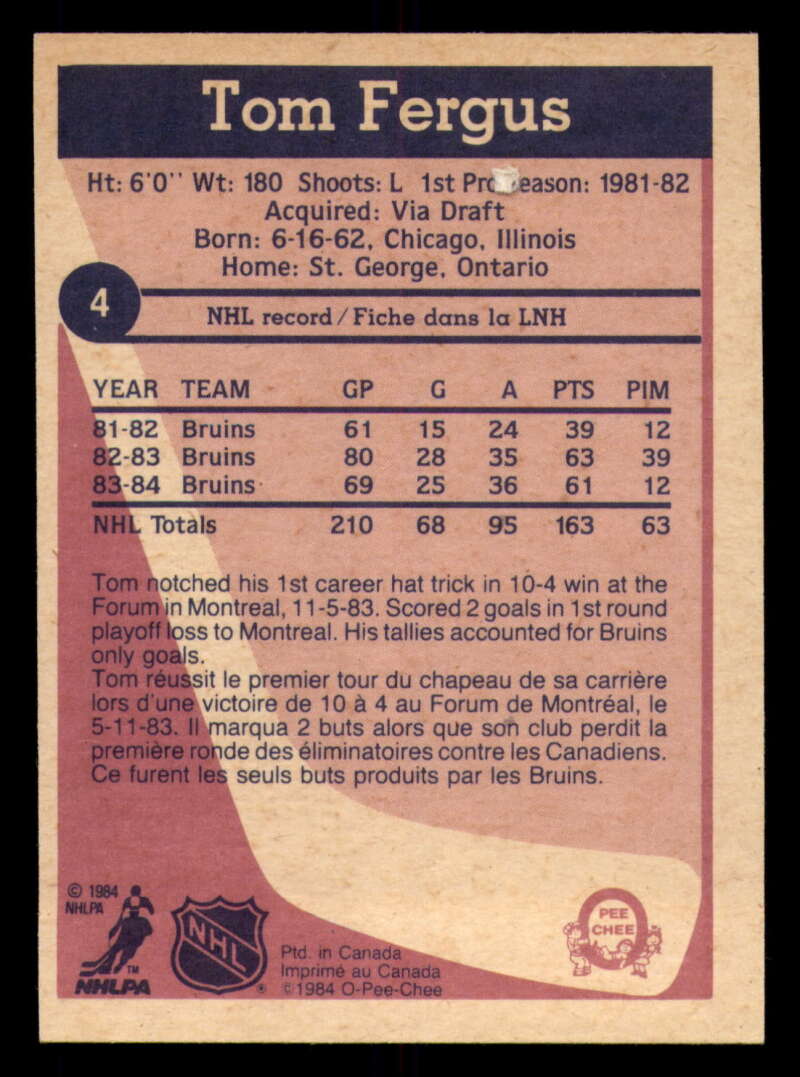 Tom Fergus
Ht: 6'0'' Wt: 180 Shoots: L 1st Pro eason: 1981-82
Acquired: Via Draft
Born: 6-16-62, Chicago, Illinois
Home: St. George, Ontario
4
NHL record/Fiche dans la LNH
YEAR TEAM GP G A PTS PIM
81-82 Bruins 61 15 24 39 12
82-83 Bruins 80 28 35 63 39
83-84 Bruins 69 25 36 61 12
NHL Totals 210 68 95 163 63
Tom notched his 1st career hat trick in 10-4 win at the
Forum in Montreal, 11-5-83. Scored 2 goals in 1st round
playoff loss to Montreal. His tallies accounted for Bruins
only goals.
Tom réussit le premier tour du chapeau de sa carrière
lors d'une victoire de 10 à 4 au Forum de Montréal, le
5-11-83. Il marqua 2 buts alors que son club perdit la
première ronde des éliminatoires contre les Canadiens.
Ce furent les seuls buts produits par les Bruins.
© 1984
NHLPA
TM
NHLPA
NHL
®
Ptd. in Canada
Imprimé au Canada
©1984 O-Pee-Chee
O
PEE
CHEE